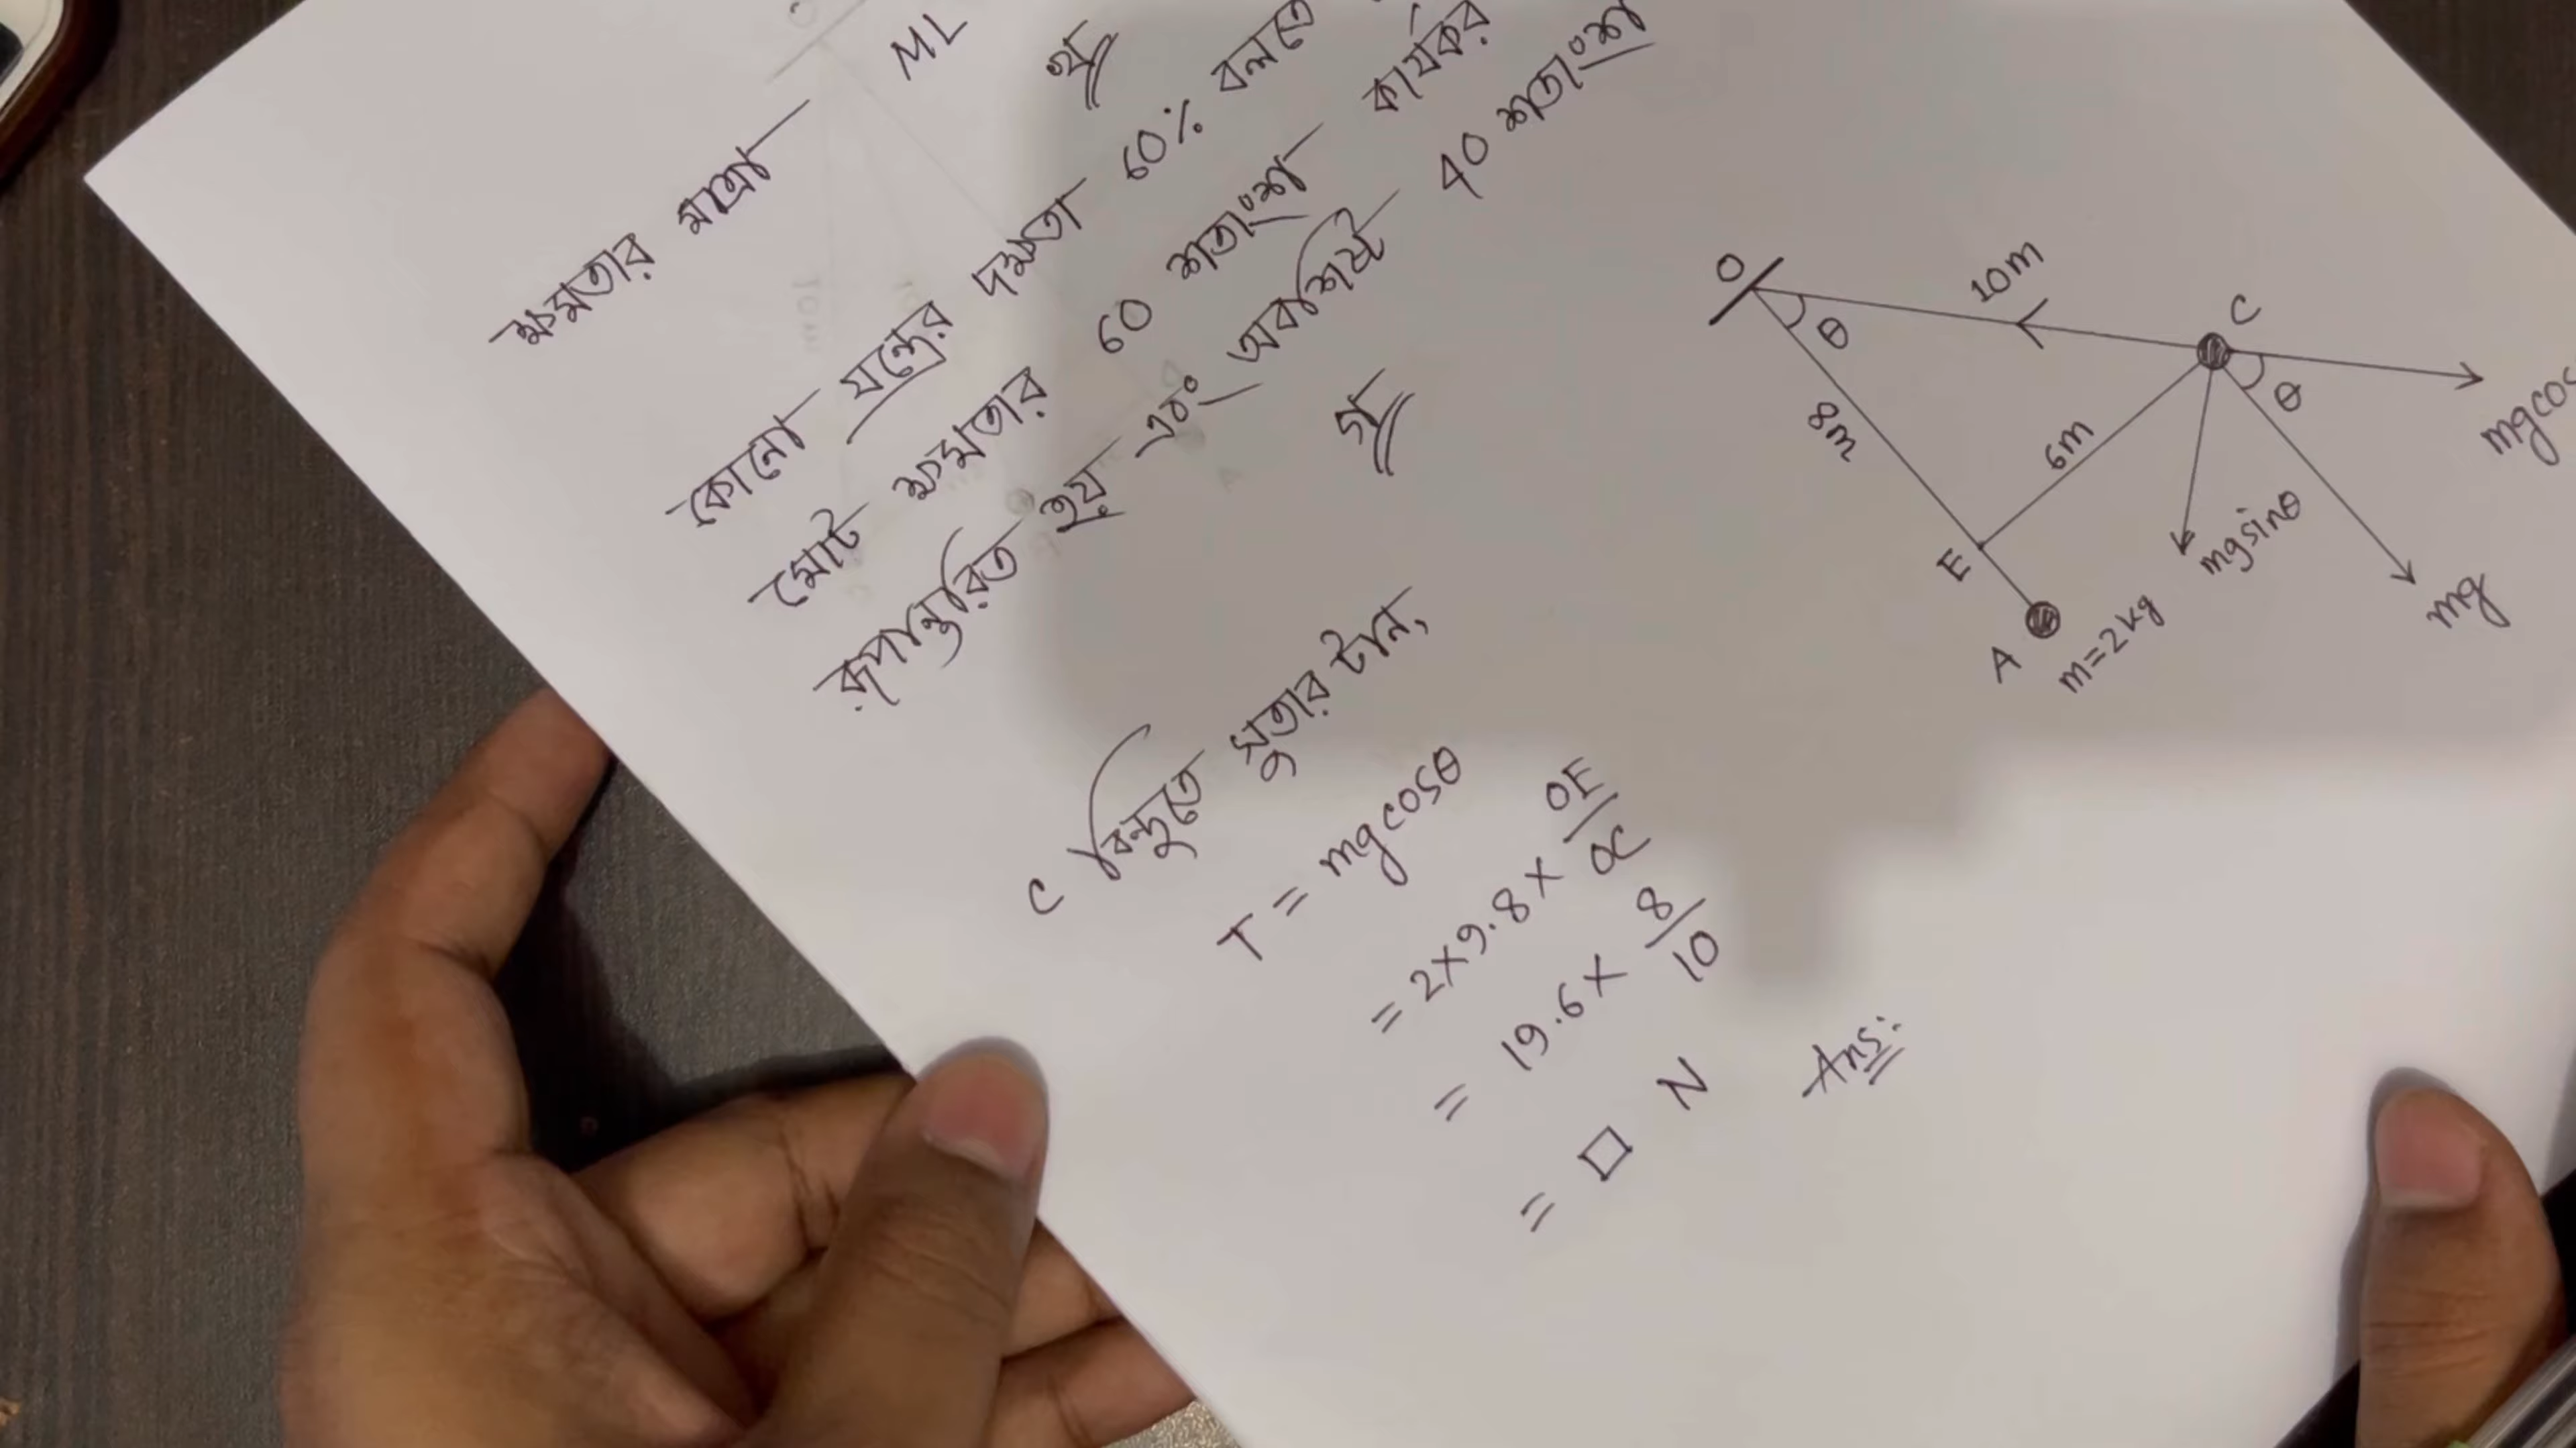 ক্ষমতার মাত্রা ML
খ
কোনো যন্ত্রের দক্ষতা 60% বলতে
মোট ক্ষমতার 60 শতাংশ কার্যকর
রূপান্তরিত হয় এবং অবশিষ্ট 40 শতাংশ
গ
O
θ
10m
C
θ
mgcos
8m
6m
E
mgsinθ
mg
A
m=2kg
C বিন্দুতে সুতার টান,
T = mgcosθ
= 2×9.8× OE/OC
= 19.6× 8/10
= □ N Ans: